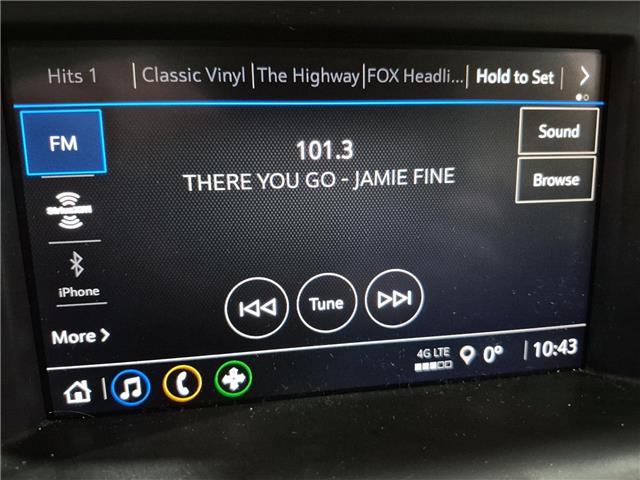 Hits 1 | Classic Vinyl | The Highway | FOX Headli... | Hold to Set |
FM
101.3
Sound
THERE YOU GO - JAMIE FINE
Browse
SiriusXM
iPhone
Tune
More
4G LTE 0° | 10:43